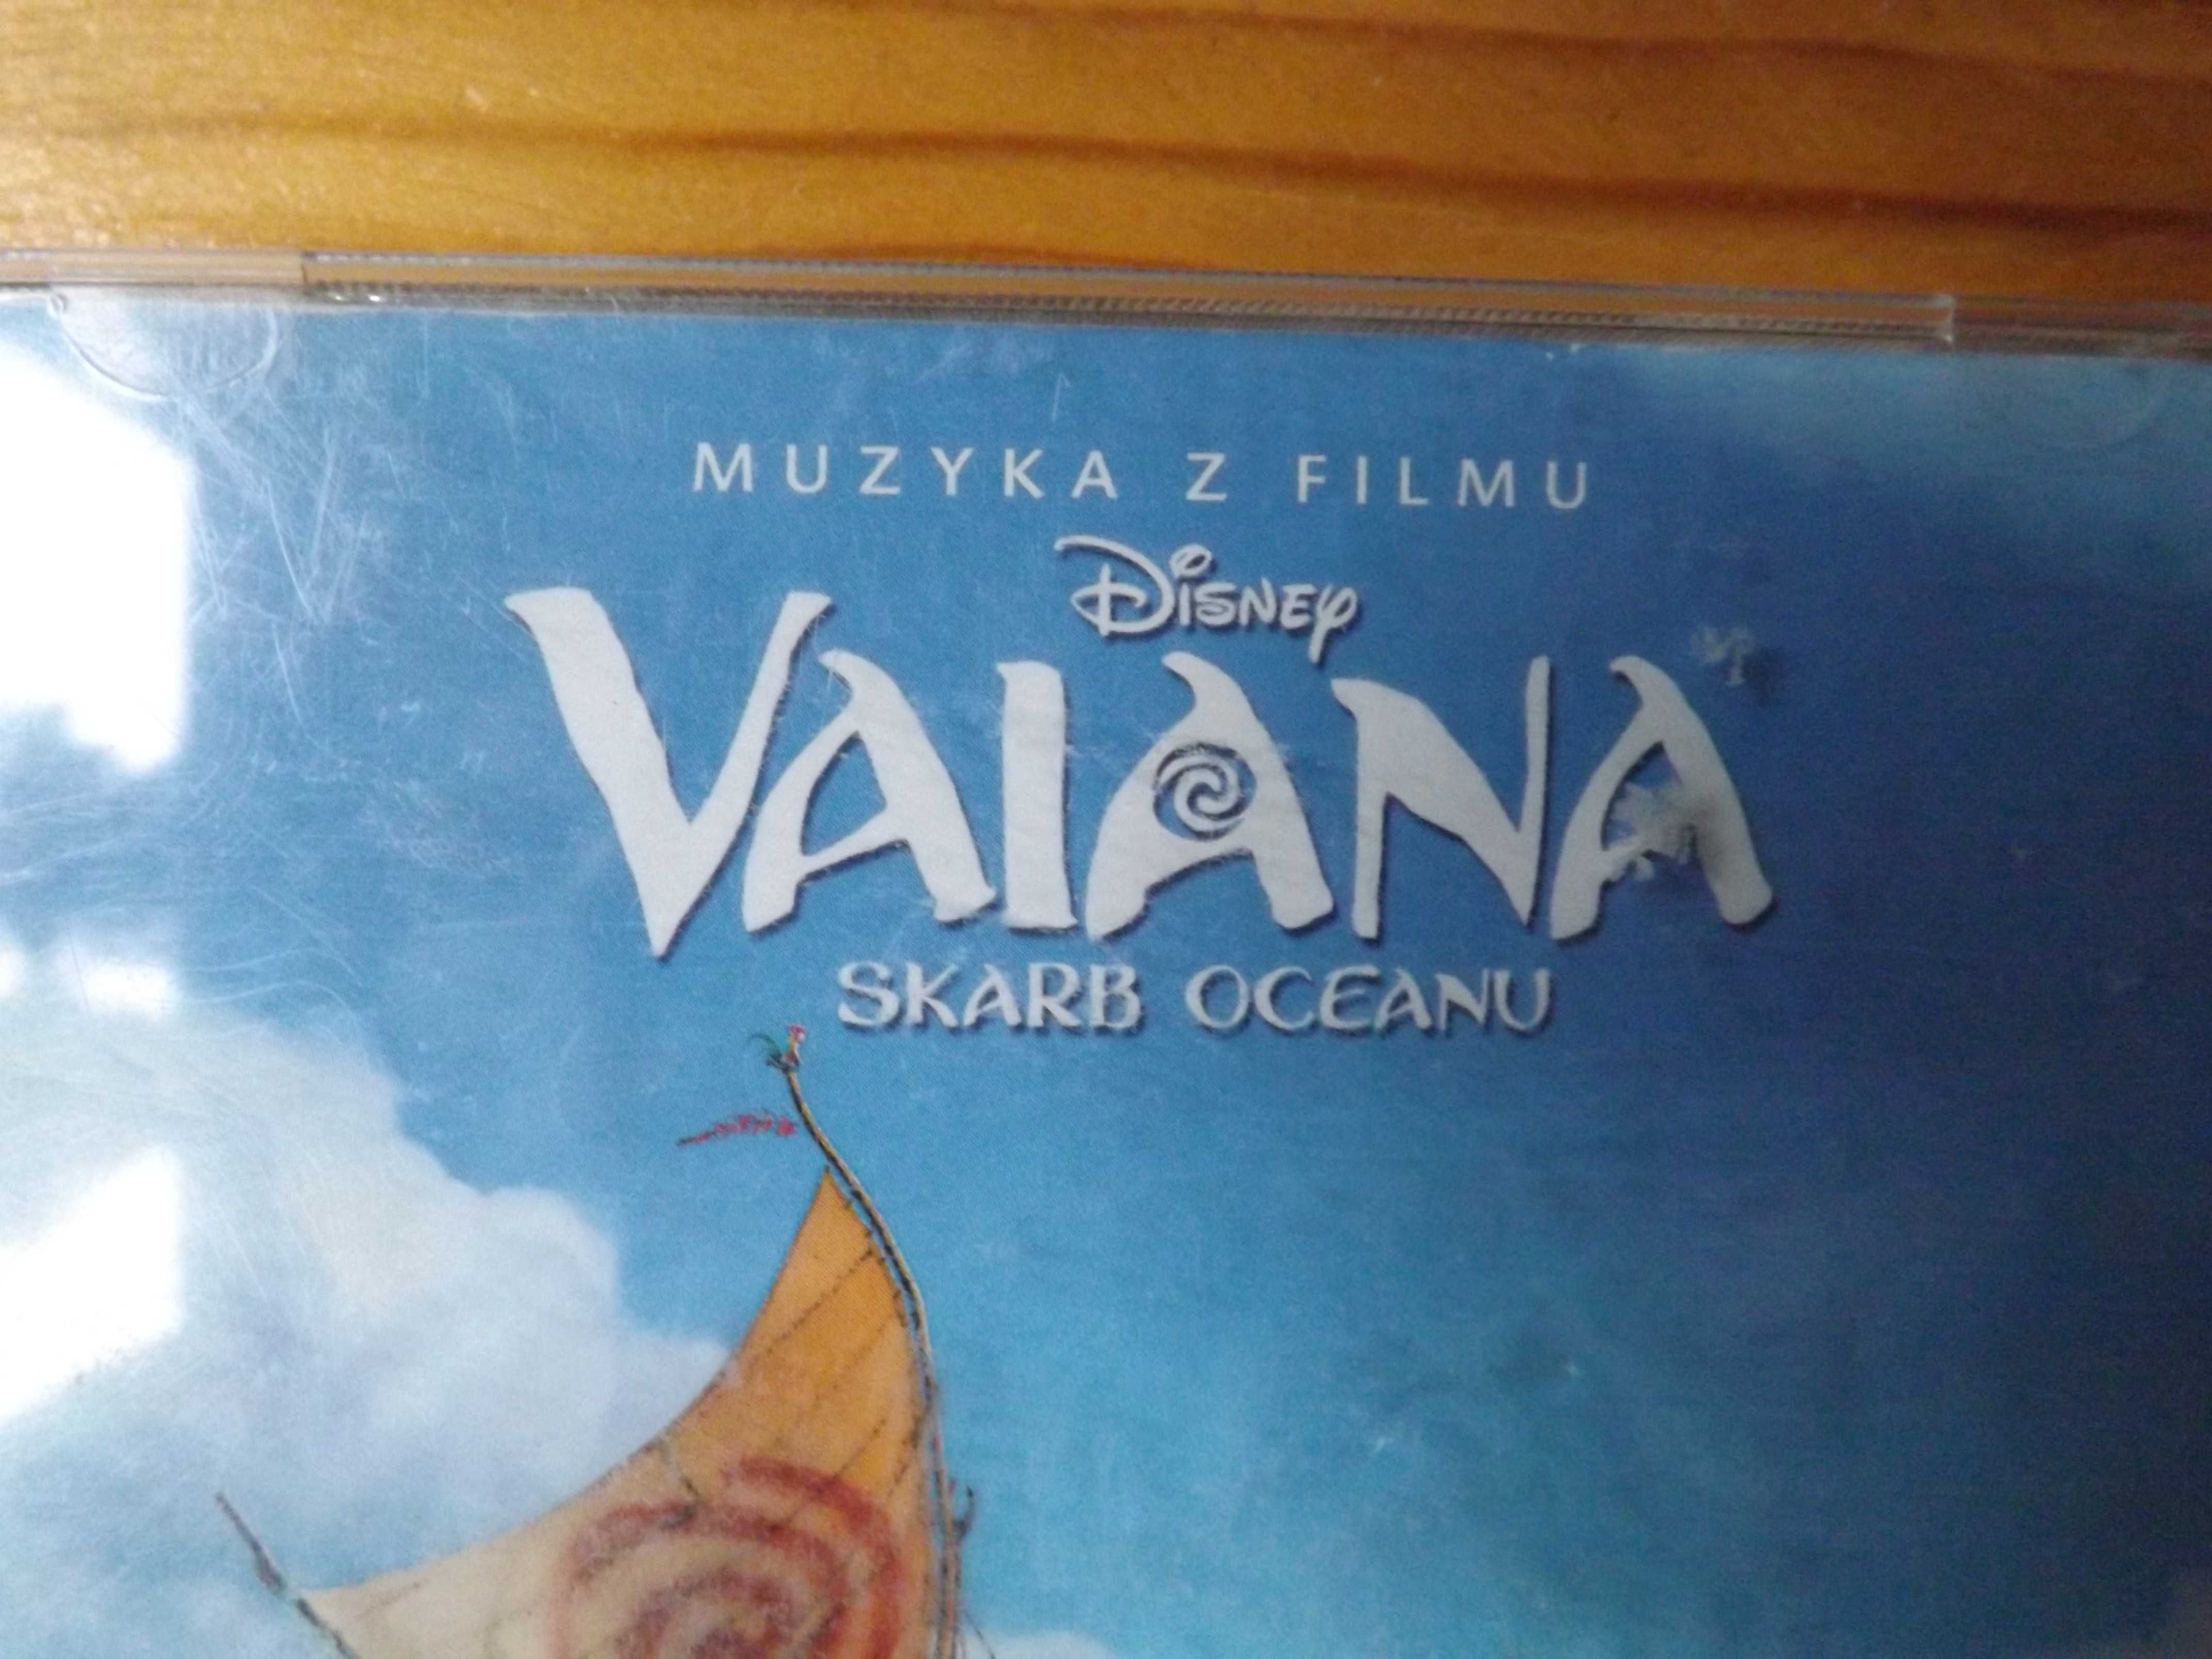 MUZYKA Z FILMU
DISNEY
VAIANA
SKARB OCEANU